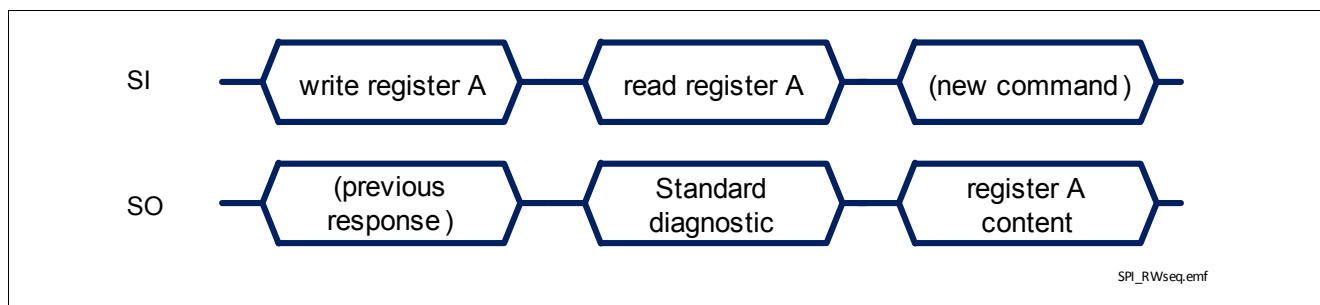 SI
write register A
read register A
(new command)
SO
(previous
response)
Standard
diagnostic
register A
content
SPI_RWseq.emf